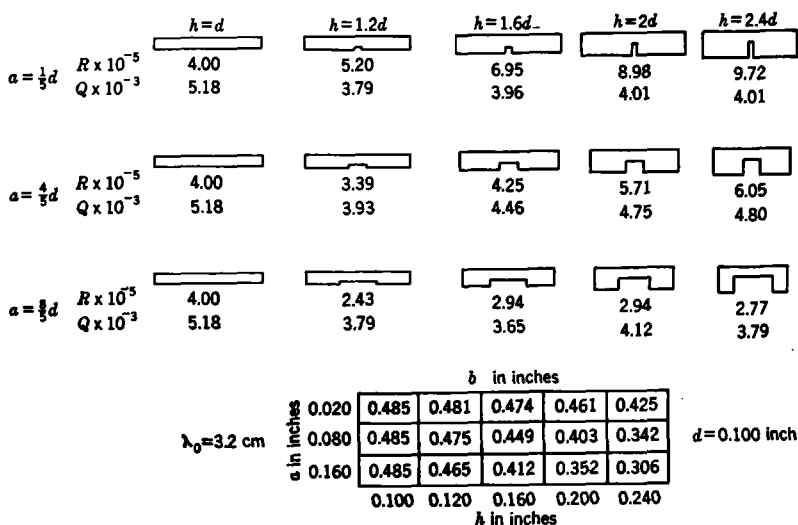 h=d h=1.2d h=1.6d h=2d h=2.4d
a=1/5d R x 10⁻⁵ 4.00 5.20 6.95 8.98 9.72
Q x 10⁻³ 5.18 3.79 3.96 4.01 4.01
a=4/5d R x 10⁻⁵ 4.00 3.39 4.25 5.71 6.05
Q x 10⁻³ 5.18 3.93 4.46 4.75 4.80
a=8/5d R x 10⁻⁵ 4.00 2.43 2.94 2.94 2.77
Q x 10⁻³ 5.18 3.79 3.65 4.12 3.79
b in inches
0.020 0.485 0.481 0.474 0.461 0.425
λ₀=3.2 cm a in inches 0.080 0.485 0.475 0.449 0.403 0.342 d=0.100 inch
0.160 0.485 0.465 0.412 0.352 0.306
0.100 0.120 0.160 0.200 0.240
h in inches